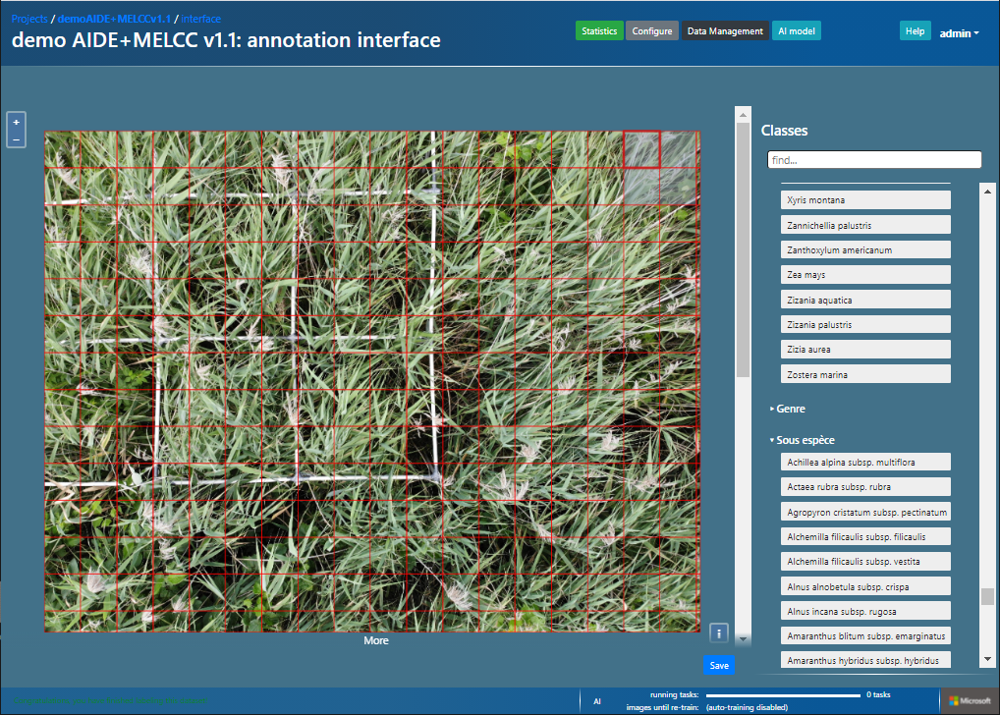 Projects / demoAIDE+MELCCv1.1 / interface
demo AIDE+MELCC v1.1: annotation interface
Statistics
Configure
Data Management
AI model
Help
admin
+
−
Classes
find...
Xyris montana
Zannichellia palustris
Zanthoxylum americanum
Zea mays
Zizania aquatica
Zizania palustris
Zizia aurea
Zostera marina
Genre
Sous espèce
Achillea alpina subsp. multiflora
Actaea rubra subsp. rubra
Agropyron cristatum subsp. pectinatum
Alchemilla filicaulis subsp. filicaulis
Alchemilla filicaulis subsp. vestita
Alnus alnobetula subsp. crispa
Alnus incana subsp. rugosa
Amaranthus blitum subsp. emarginatus
Amaranthus hybridus subsp. hybridus
More
i
Save
AI
running tasks:
0 tasks
images until re-train:
(auto-training disabled)
Microsoft